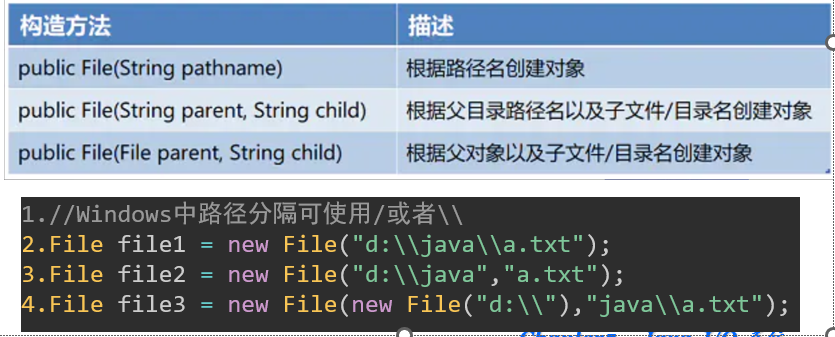 构造方法 描述
public File(String pathname) 根据路径名创建对象
public File(String parent, String child) 根据父目录路径名以及子文件/目录名创建对象
public File(File parent, String child) 根据父对象以及子文件/目录名创建对象
1.//Windows中路径分隔可使用/或者\\
2.File file1 = new File("d:\\java\\a.txt");
3.File file2 = new File("d:\\java","a.txt");
4.File file3 = new File(new File("d:\\"),"java\\a.txt");